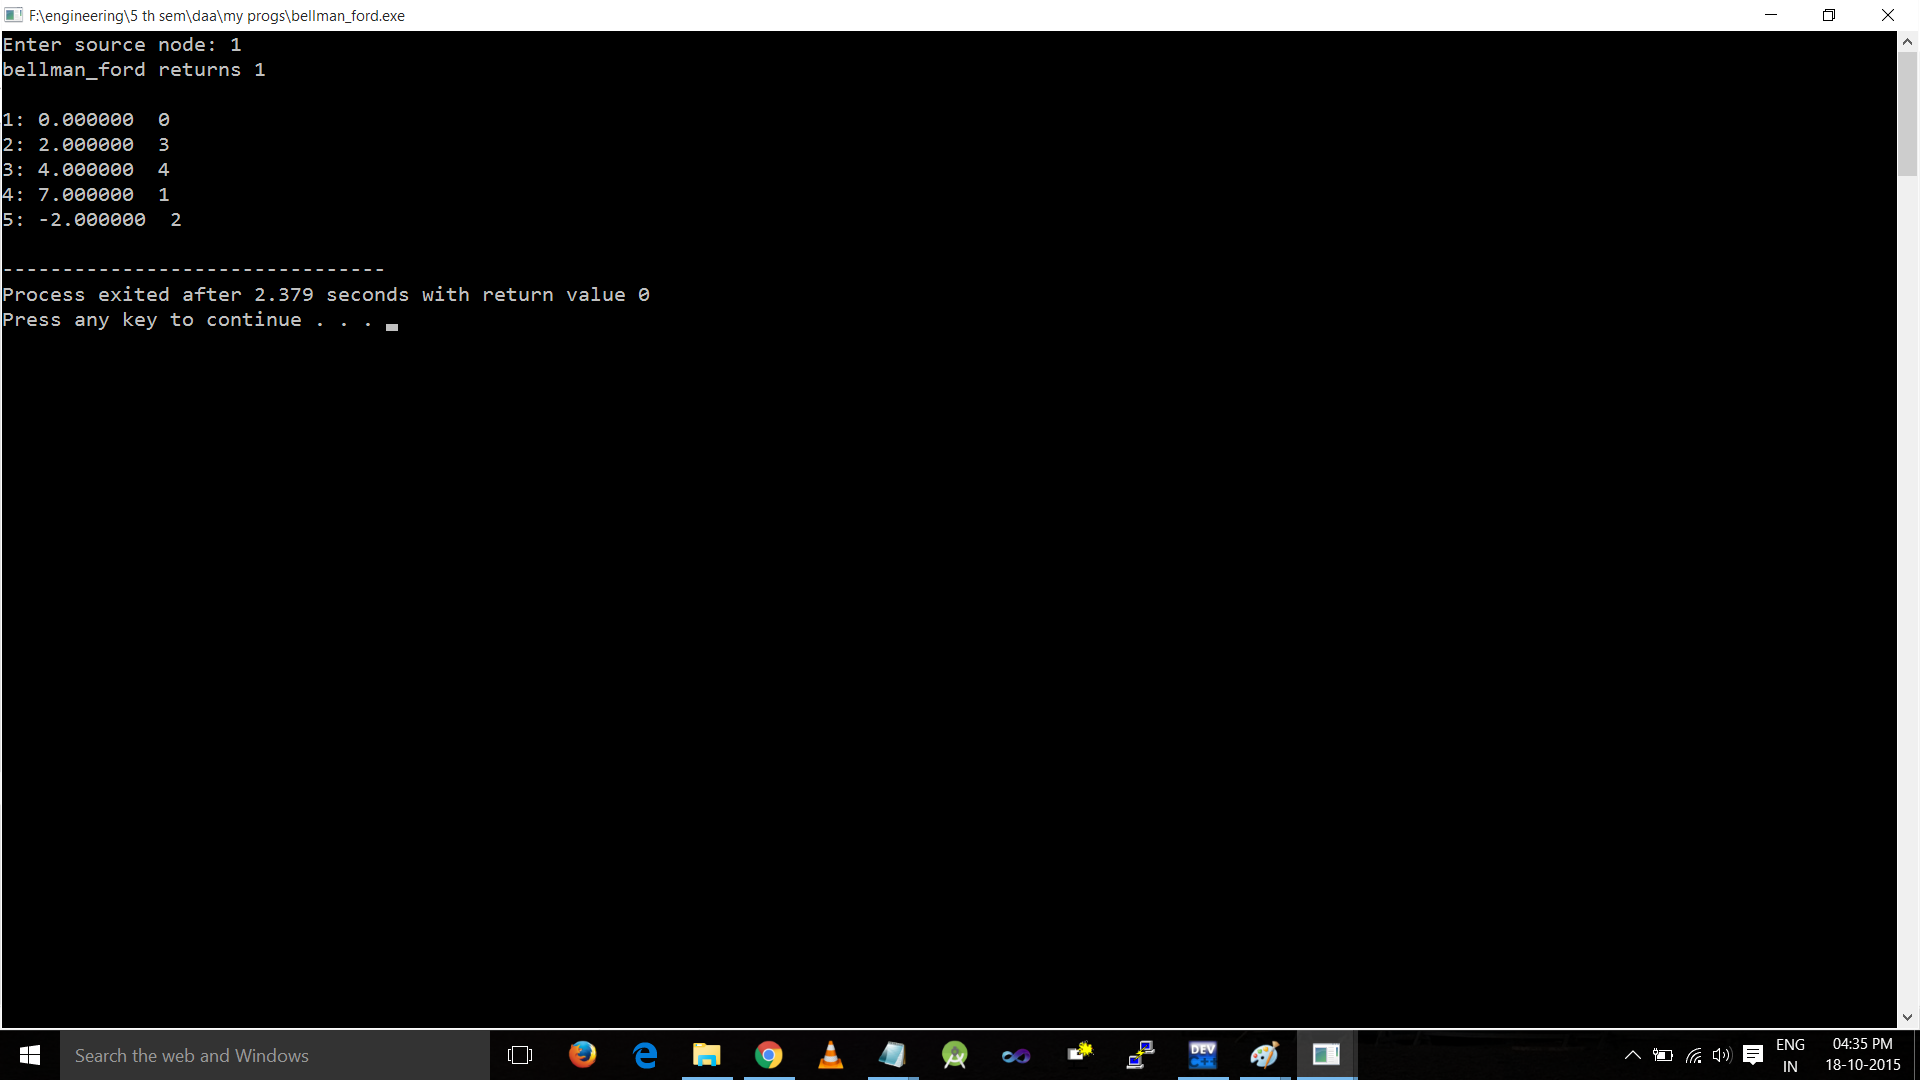 F:\engineering\5 th sem\daa\my progs\bellman_ford.exe
Enter source node: 1
bellman_ford returns 1
1: 0.000000  0
2: 2.000000  3
3: 4.000000  4
4: 7.000000  1
5: -2.000000  2
--------------------------------
Process exited after 2.379 seconds with return value 0
Press any key to continue . . .
Search the web and Windows
DEV
ENG
IN
04:35 PM
18-10-2015